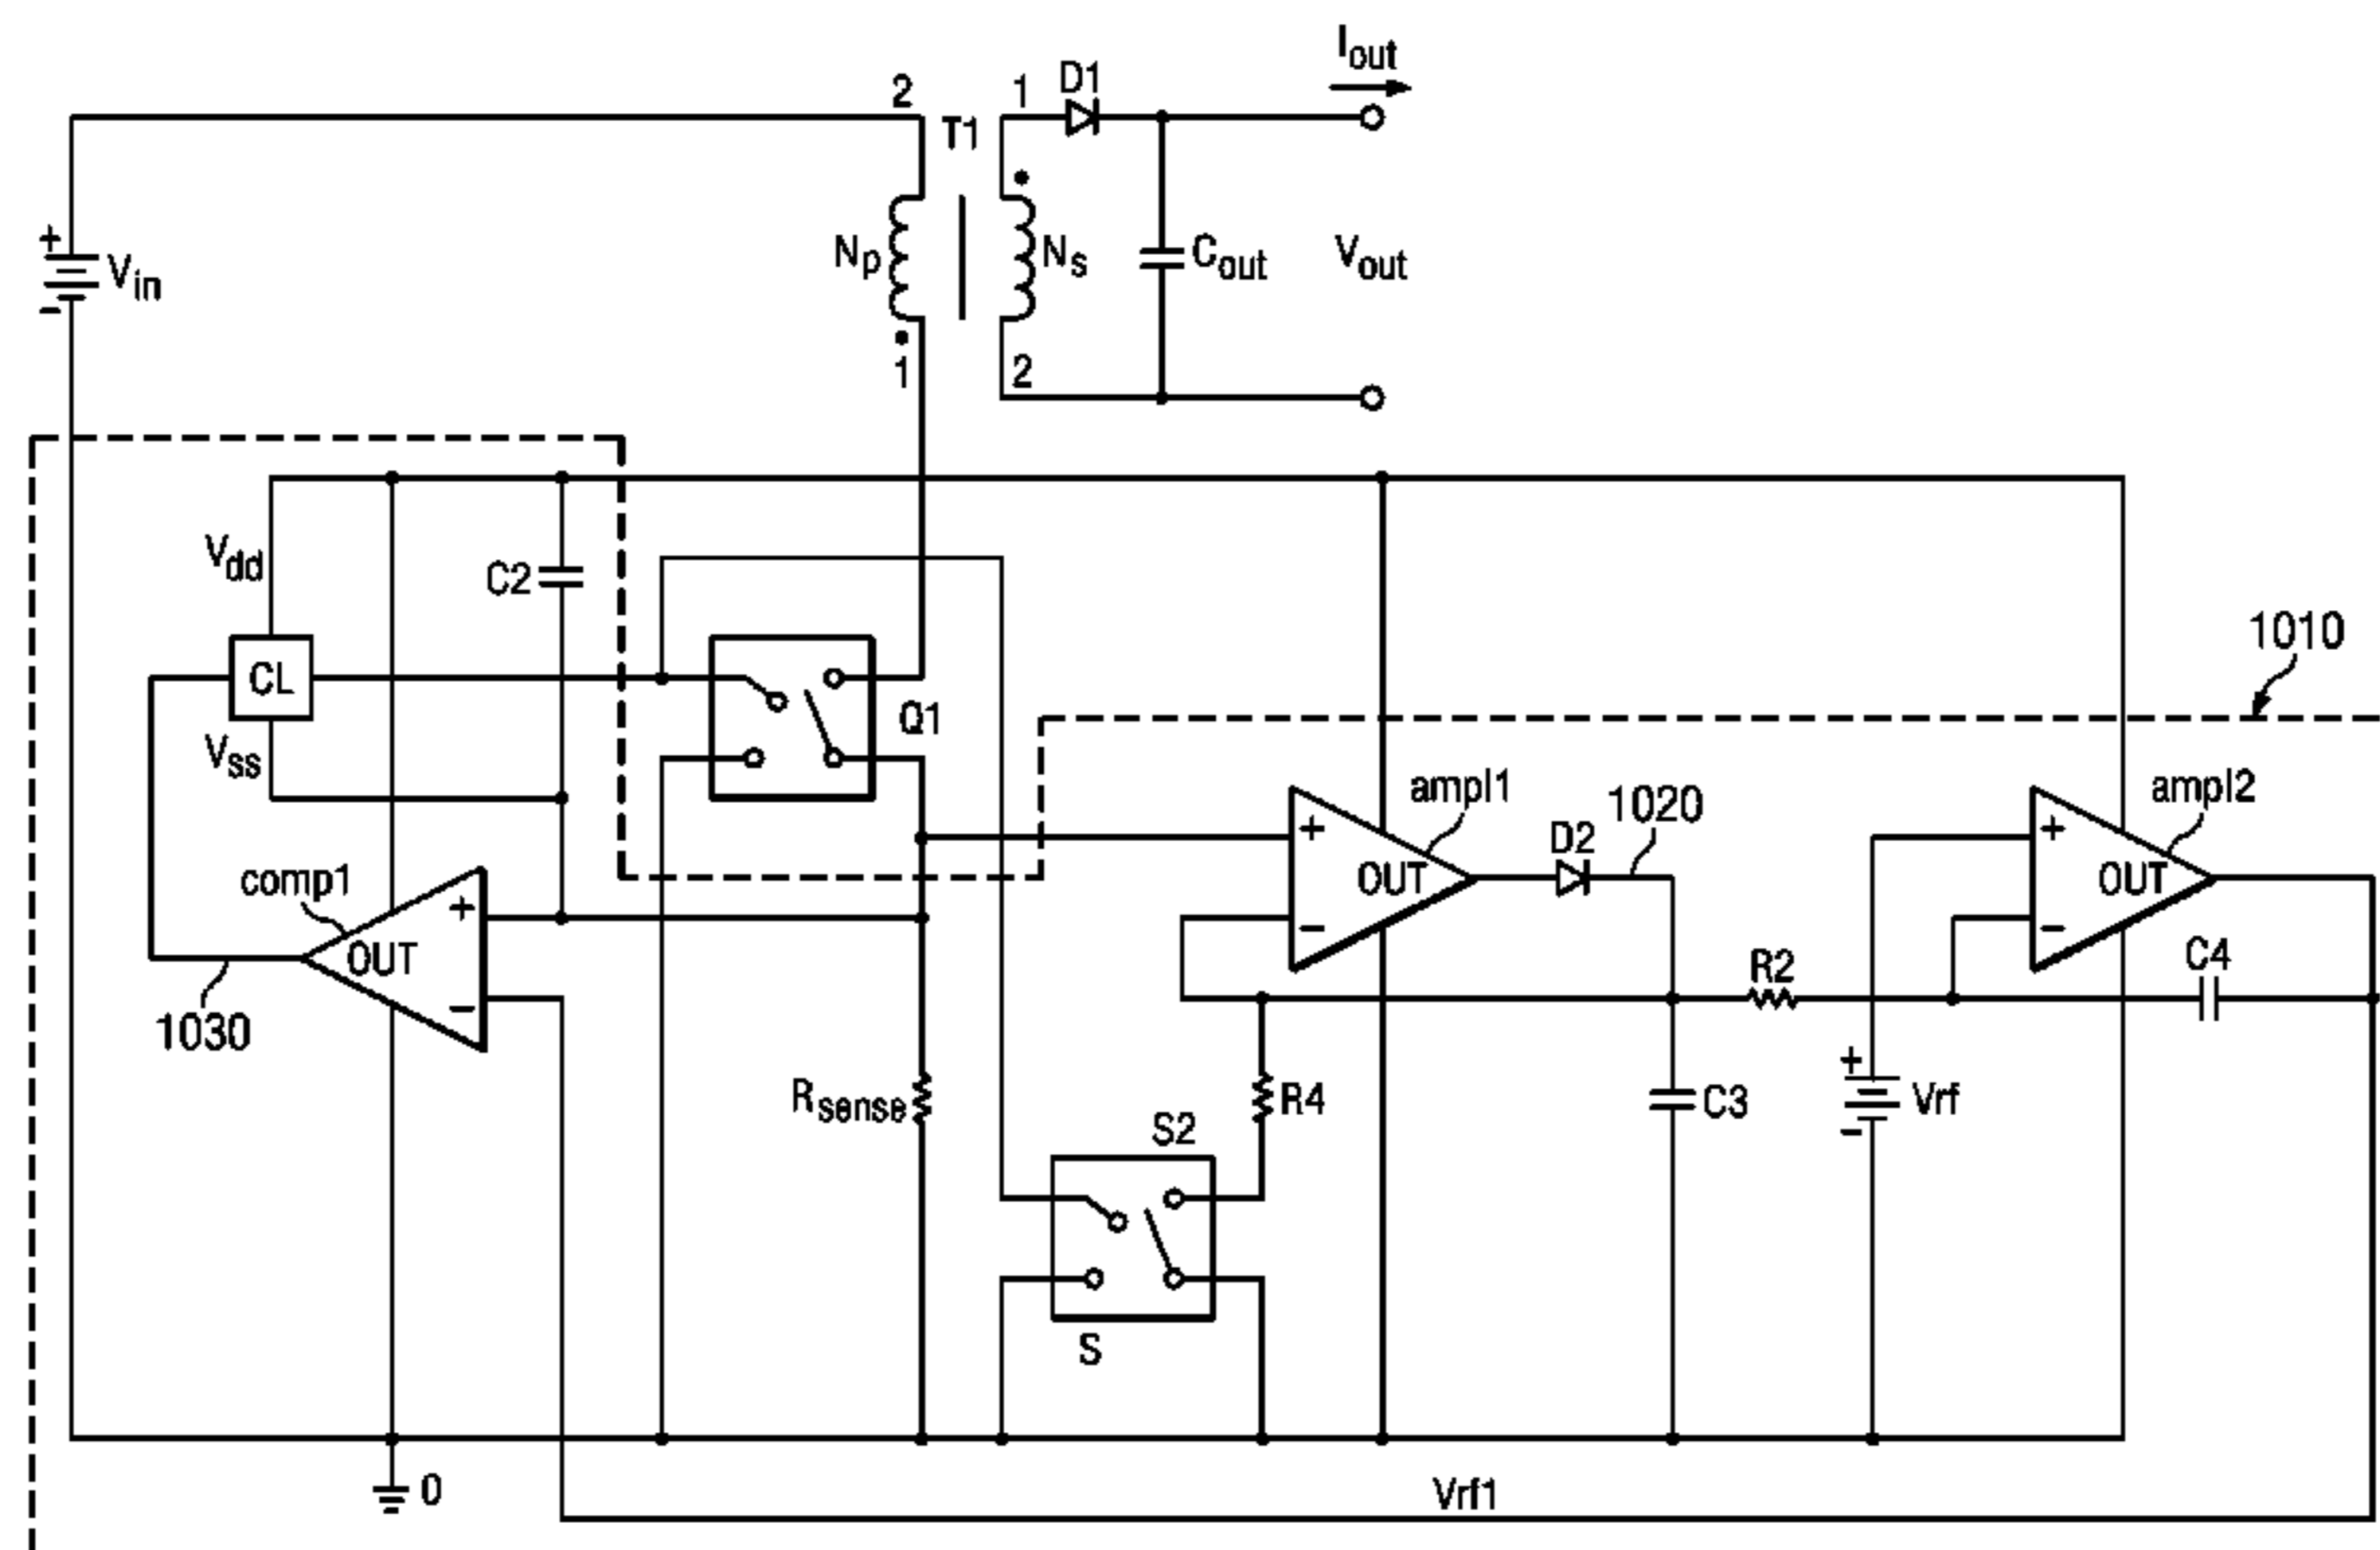 Iout
2
1
D1
T1
+
Vin
-
Np
Ns
Cout
Vout
1
2
Vdd
C2
CL
Vss
Q1
1010
comp1
+
OUT
-
1030
ampl1
+
OUT
-
D2
1020
ampl2
+
OUT
-
R2
C4
Rsense
S2
R4
C3
+
Vrf
-
S
0
Vrf1